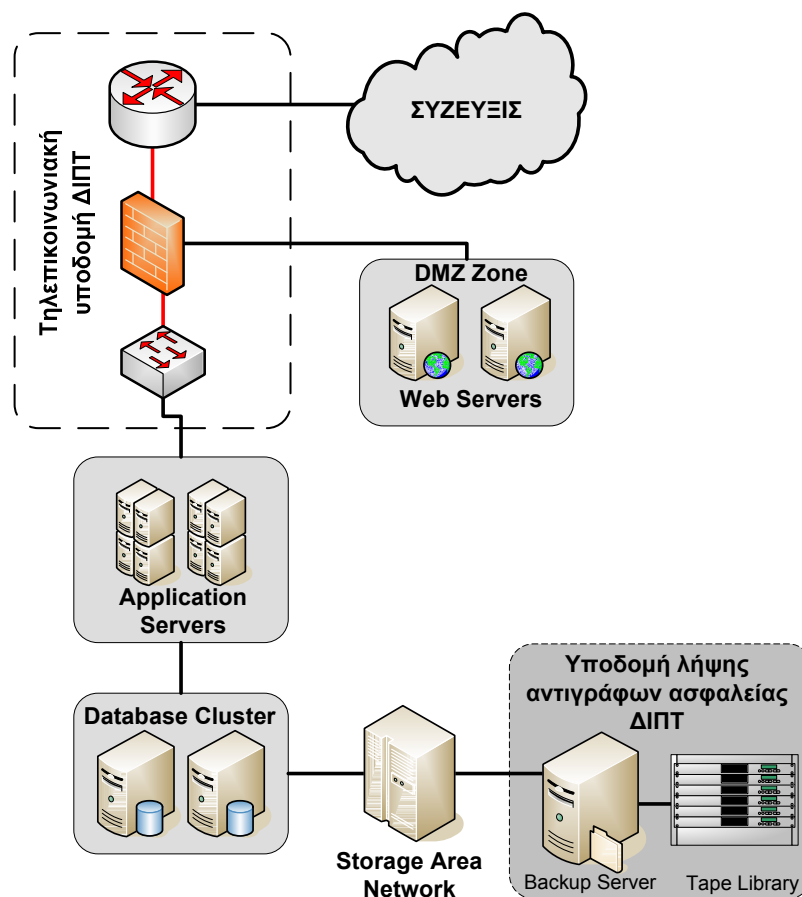 ΣΥΖΕΥΞΙΣ
Τηλεπικοινωνιακή
υποδομή ΔΙΠΤ
DMZ Zone
Web Servers
Application
Servers
Database Cluster
Storage Area
Network
Υποδομή λήψης
αντιγράφων ασφαλείας
ΔΙΠΤ
Backup Server
Tape Library